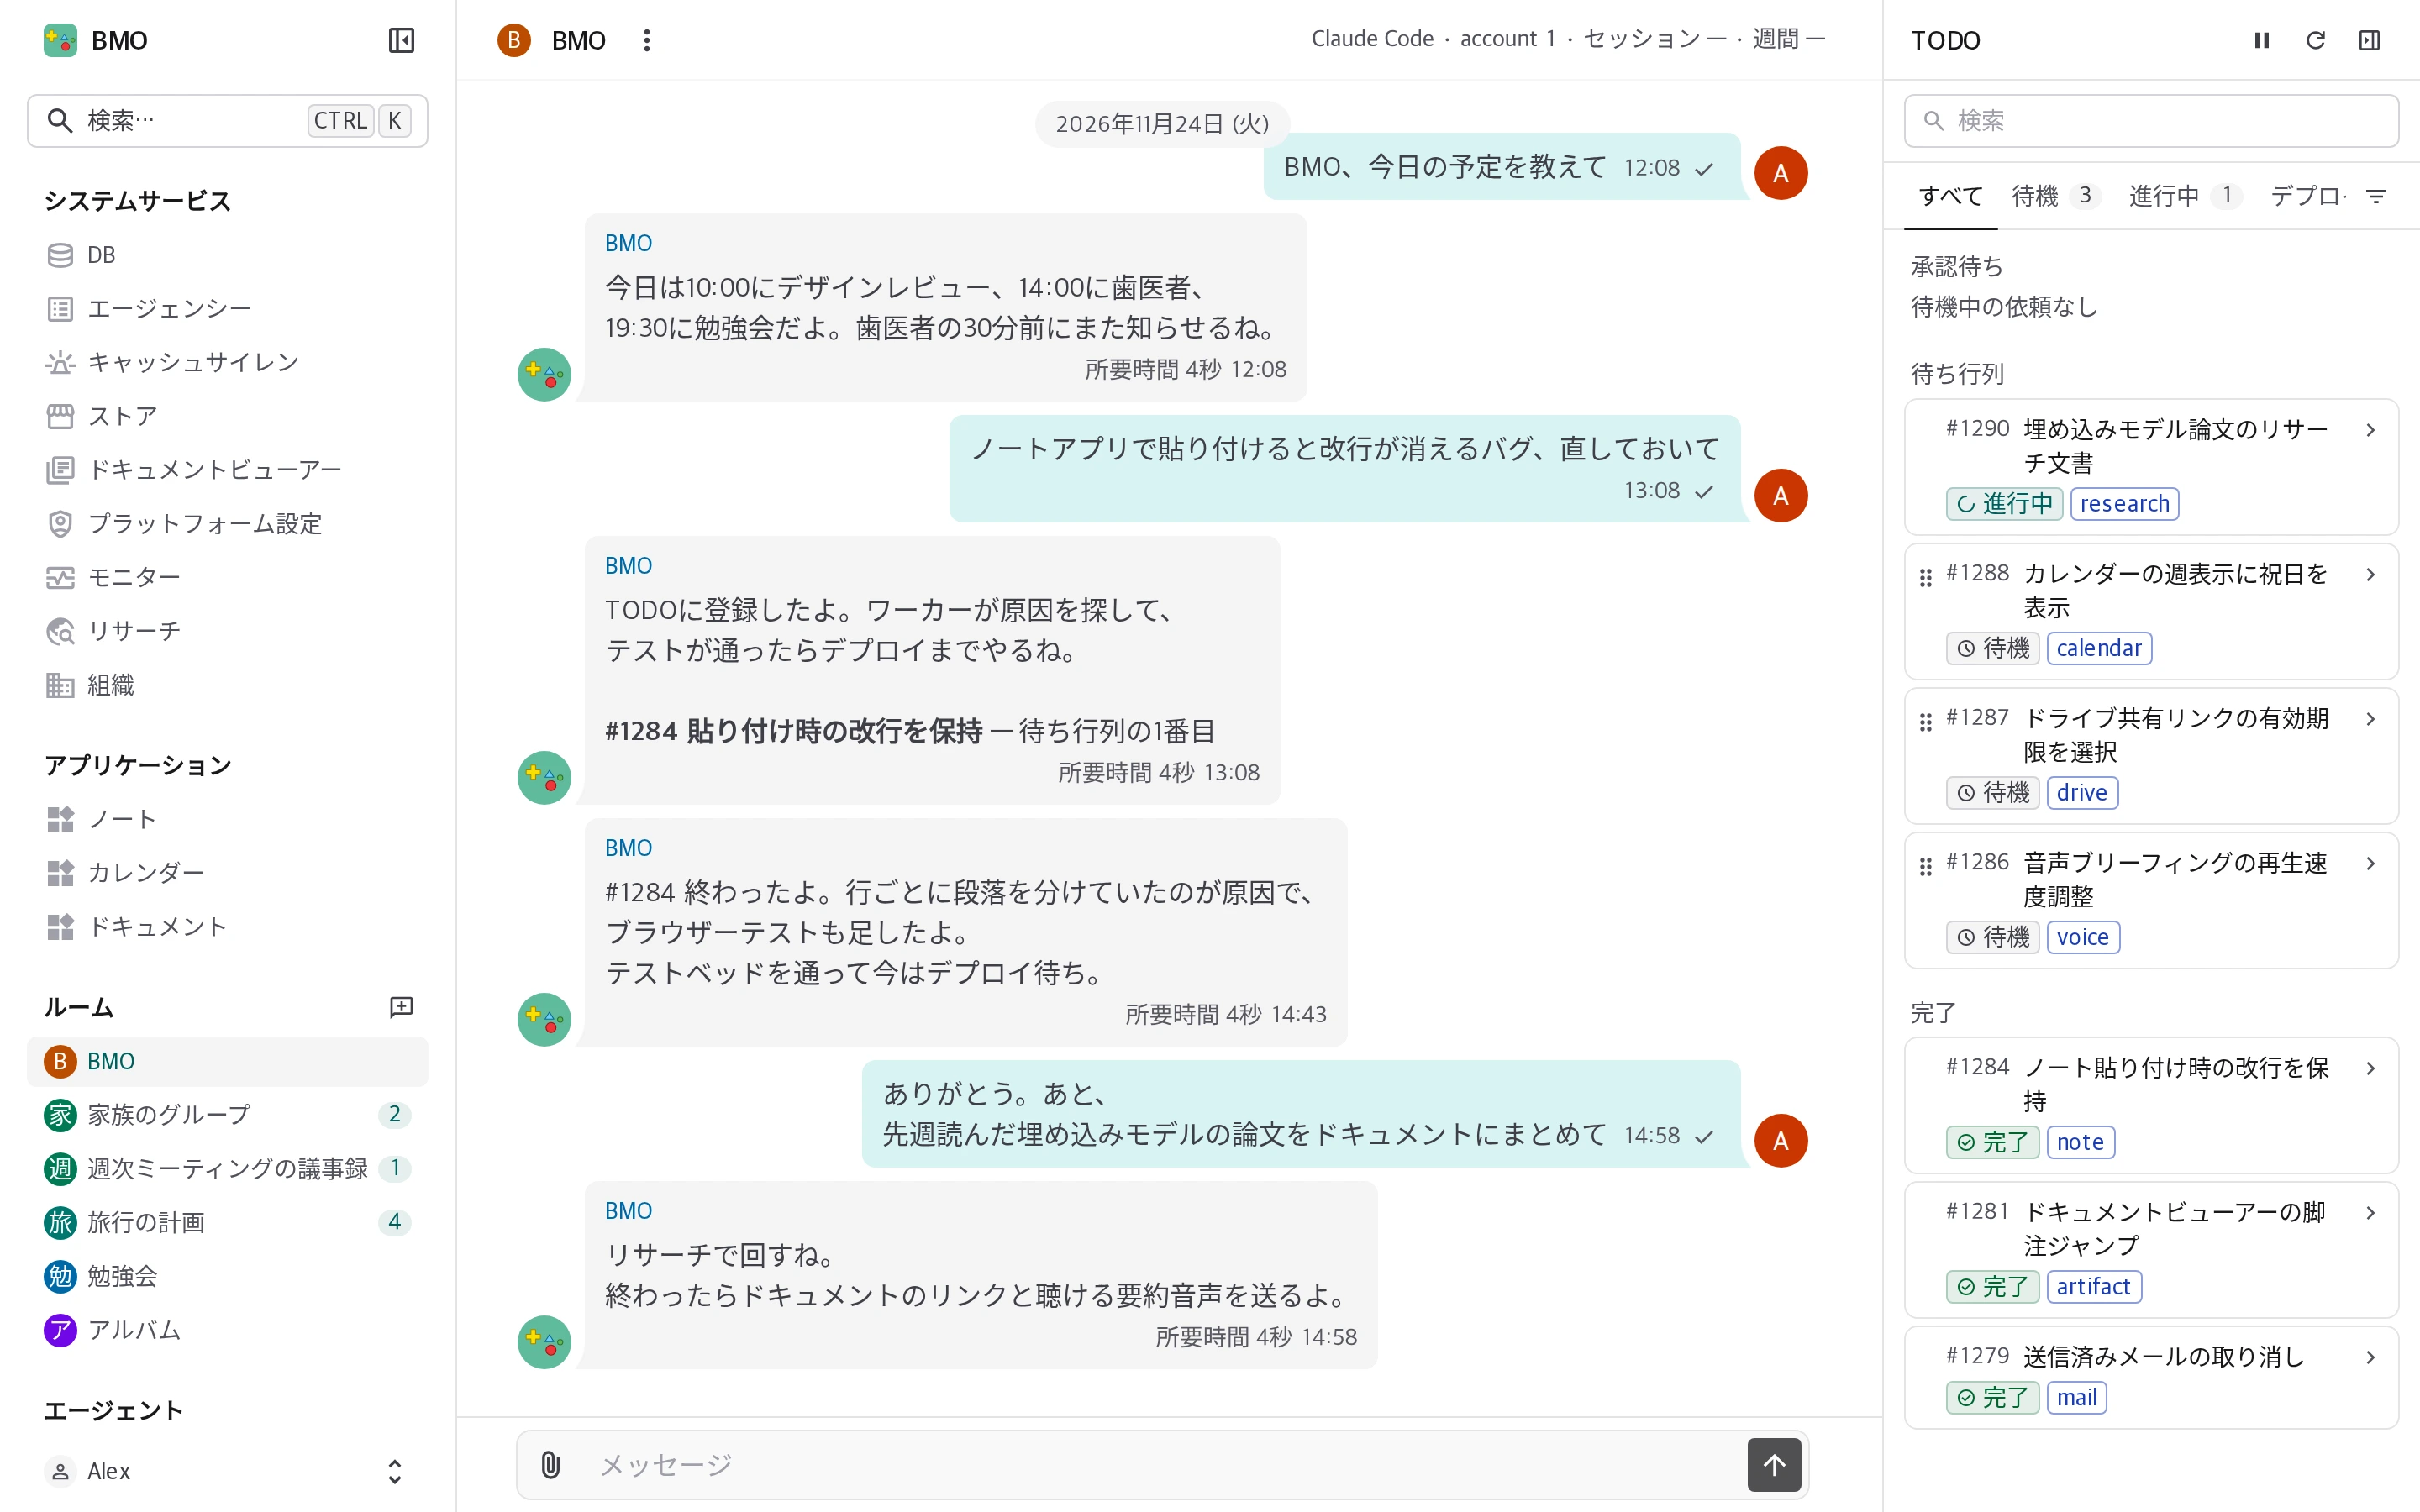 BMO
検索…
CTRL K
システムサービス
DB
エージェンシー
キャッシュサイレン
ストア
ドキュメントビューアー
プラットフォーム設定
モニター
リサーチ
組織
アプリケーション
ノート
カレンダー
ドキュメント
ルーム
B BMO
家 家族のグループ 2
週 週次ミーティングの議事録 1
旅 旅行の計画 4
勉 勉強会
ア アルバム
エージェント
Alex
B BMO
Claude Code · account 1 · セッション — · 週間 —
2026年11月24日 (火)
BMO、今日の予定を教えて 12:08
A
BMO
今日は10:00にデザインレビュー、14:00に歯医者、
19:30に勉強会だよ。歯医者の30分前にまた知らせるね。
所要時間 4秒 12:08
ノートアプリで貼り付けると改行が消えるバグ、直しておいて
13:08
A
BMO
TODOに登録したよ。ワーカーが原因を探して、
テストが通ったらデプロイまでやるね。
#1284 貼り付け時の改行を保持 — 待ち行列の1番目
所要時間 4秒 13:08
BMO
#1284 終わったよ。行ごとに段落を分けていたのが原因で、
ブラウザーテストも足したよ。
テストベッドを通って今はデプロイ待ち。
所要時間 4秒 14:43
ありがとう。あと、
先週読んだ埋め込みモデルの論文をドキュメントにまとめて 14:58
A
BMO
リサーチで回すね。
終わったらドキュメントのリンクと聴ける要約音声を送るよ。
所要時間 4秒 14:58
メッセージ
TODO
検索
すべて 待機 3 進行中 1 デプロ
承認待ち
待機中の依頼なし
待ち行列
#1290 埋め込みモデル論文のリサー
チ文書
進行中 research
#1288 カレンダーの週表示に祝日を
表示
待機 calendar
#1287 ドライブ共有リンクの有効期
限を選択
待機 drive
#1286 音声ブリーフィングの再生速
度調整
待機 voice
完了
#1284 ノート貼り付け時の改行を保
持
完了 note
#1281 ドキュメントビューアーの脚
注ジャンプ
完了 artifact
#1279 送信済みメールの取り消し
完了 mail